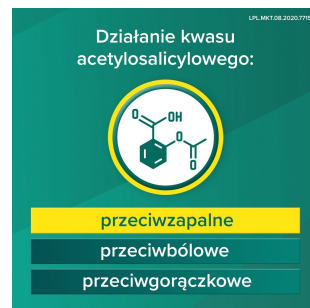 LPL.MKT.08.2020.7715
Działanie kwasu
acetylosalicylowego:
O
OH
O
O
przeciwzapalne
przeciwbólowe
przeciwgorączkowe